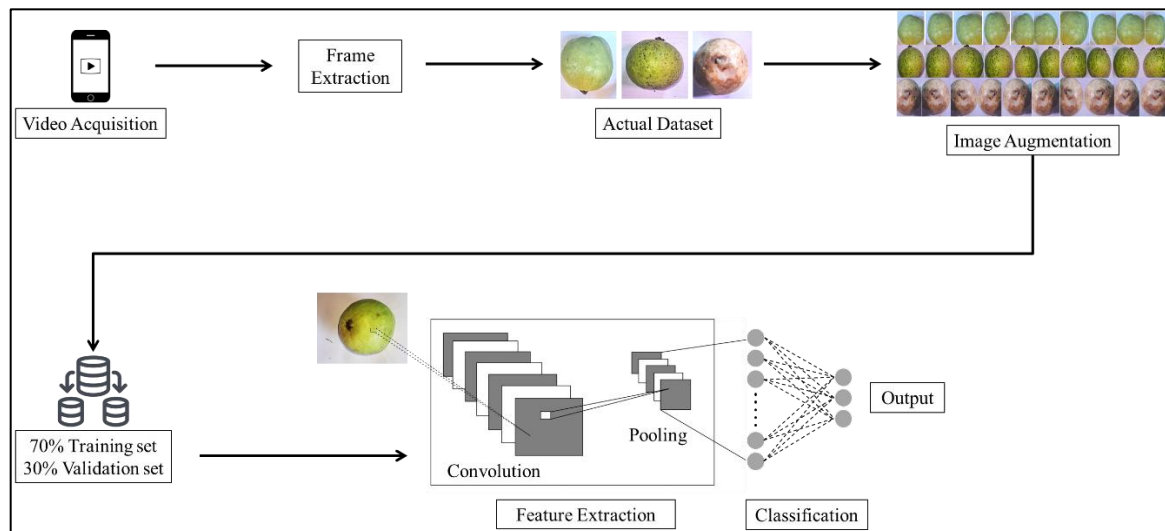 Video Acquisition
Frame
Extraction
Actual Dataset
Image Augmentation
70% Training set
30% Validation set
Convolution
Pooling
Feature Extraction
Classification
Output